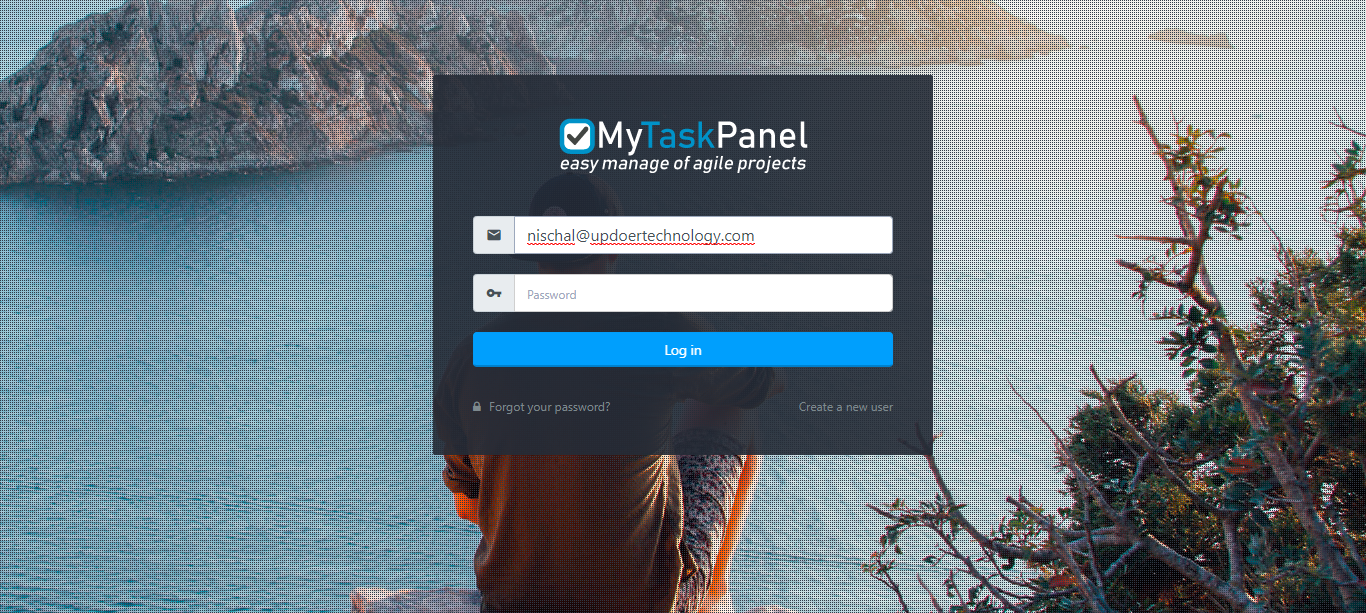 MyTaskPanel
easy manage of agile projects
nischal@updoertechnology.com
Password
Log in
Forgot your password? Create a new user